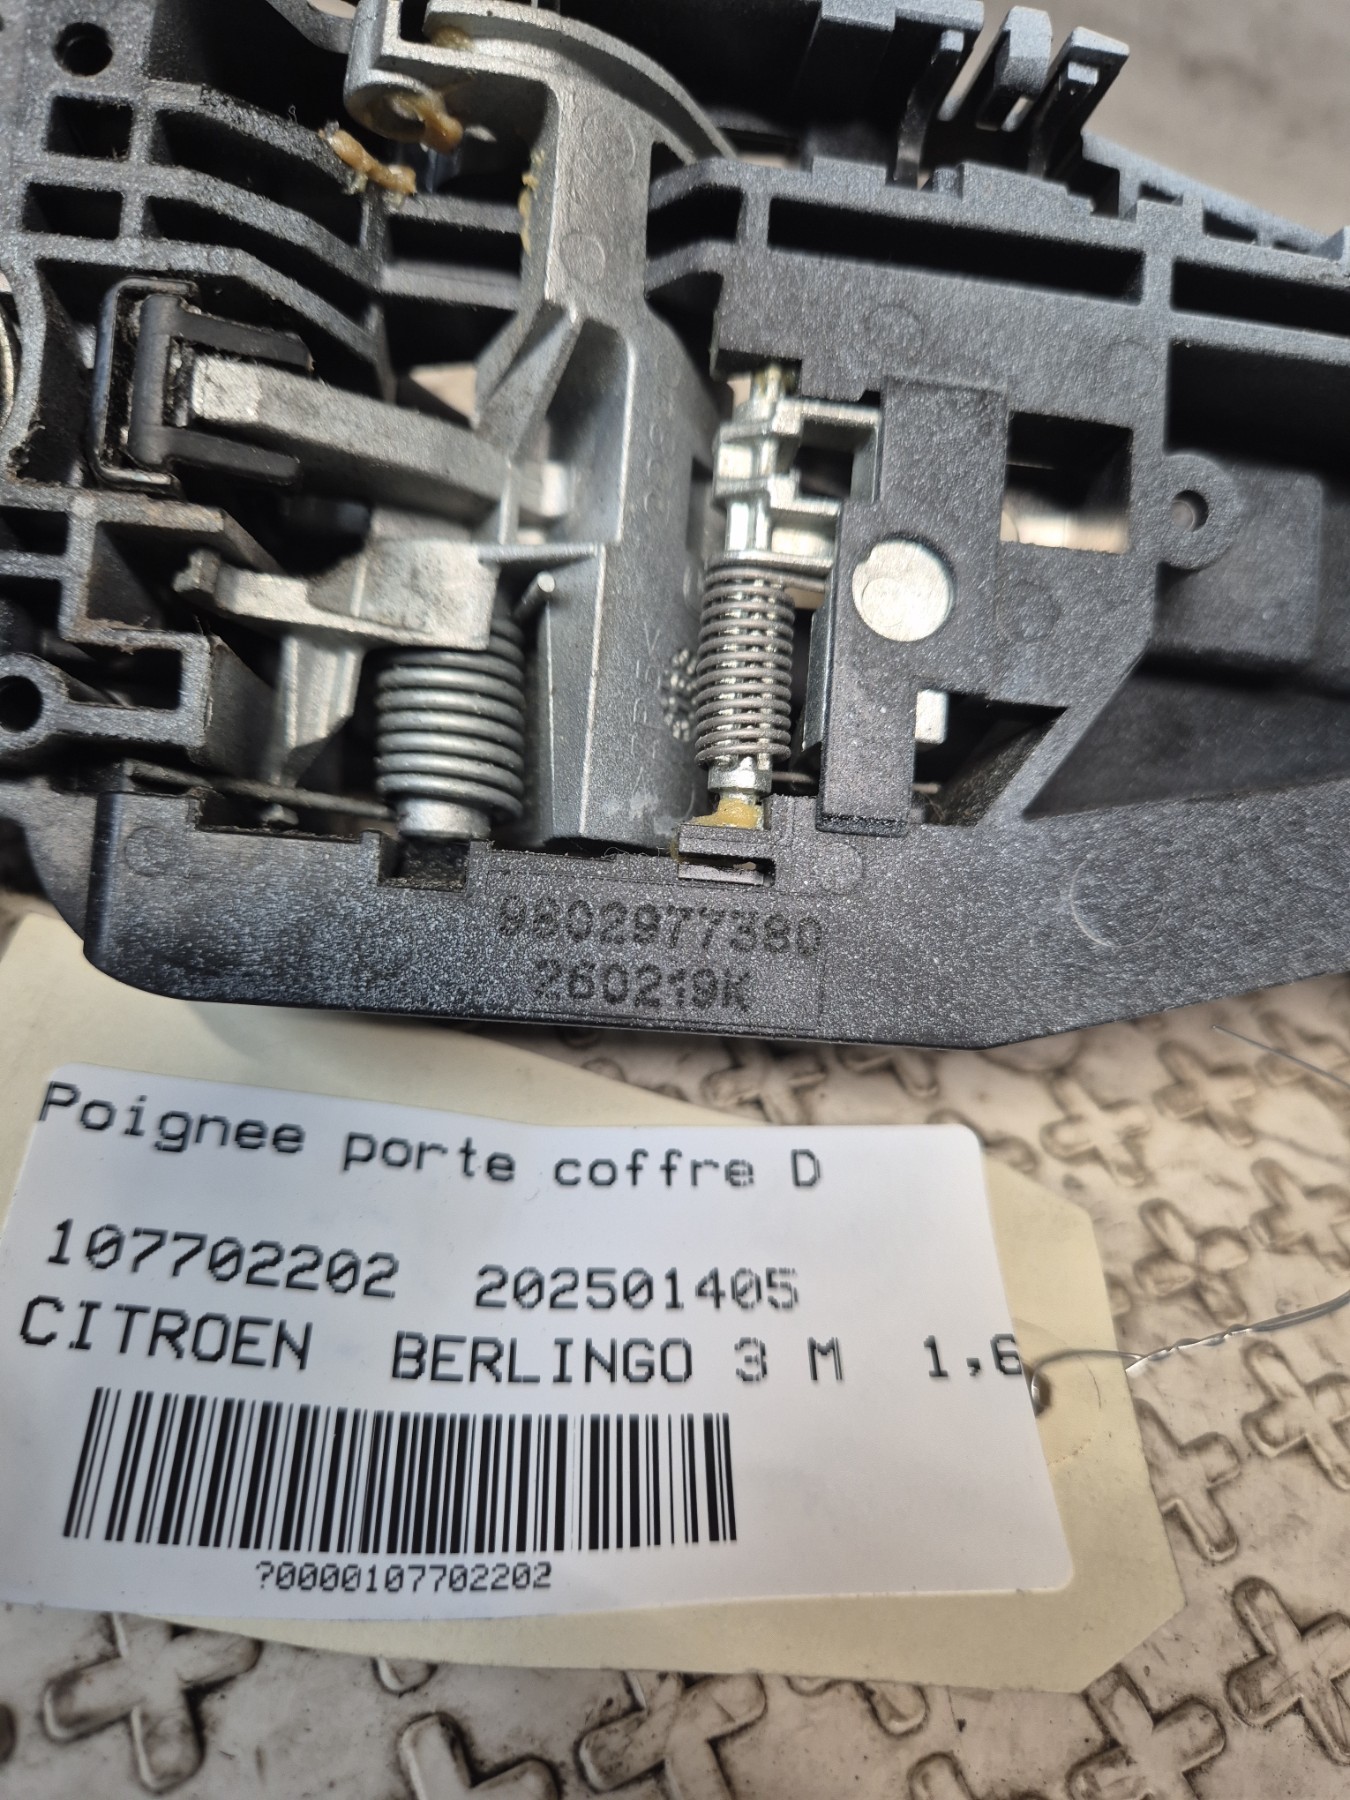 9802977380
260219K
Poignee porte coffre D
107702202 202501405
CITROEN BERLINGO 3 M 1,6
?0000107702202